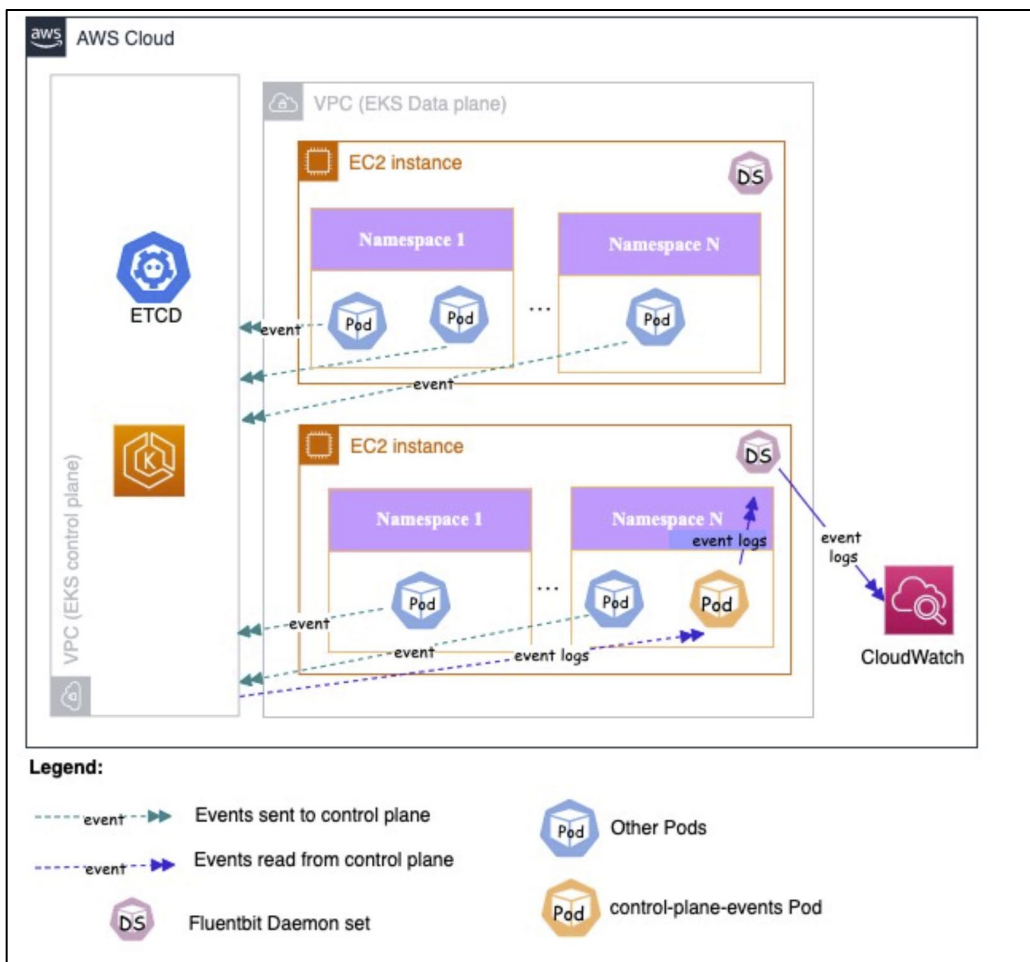 aws
AWS Cloud
VPC (EKS Data plane)
EC2 instance
DS
Namespace 1
Namespace N
ETCD
Pod
Pod
...
Pod
event
event
EC2 instance
DS
K
Namespace 1
Namespace N
event logs
event
logs
Pod
...
Pod
Pod
event
event
event logs
CloudWatch
VPC (EKS control plane)
Legend:
event
Events sent to control plane
Pod
Other Pods
event
Events read from control plane
DS
Fluentbit Daemon set
Pod
control-plane-events Pod